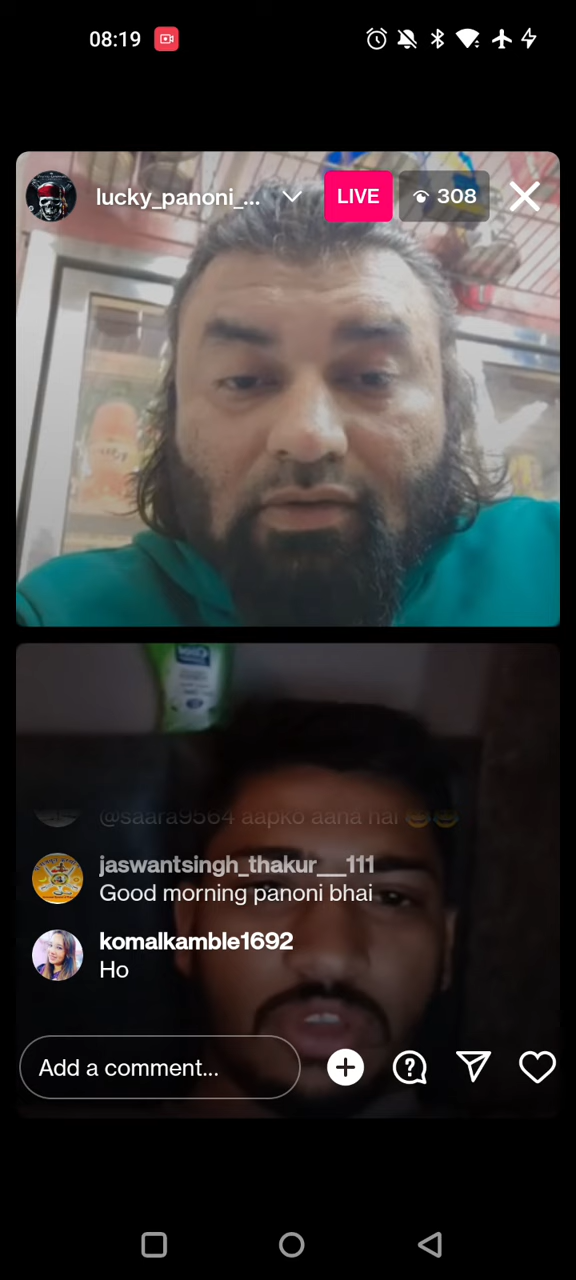 08:19
lucky_panoni_...
LIVE
308
@saara9564 aapko aana hai 😂😂
jaswantsingh_thakur__111
Good morning panoni bhai
komalkamble1692
Ho
Add a comment...